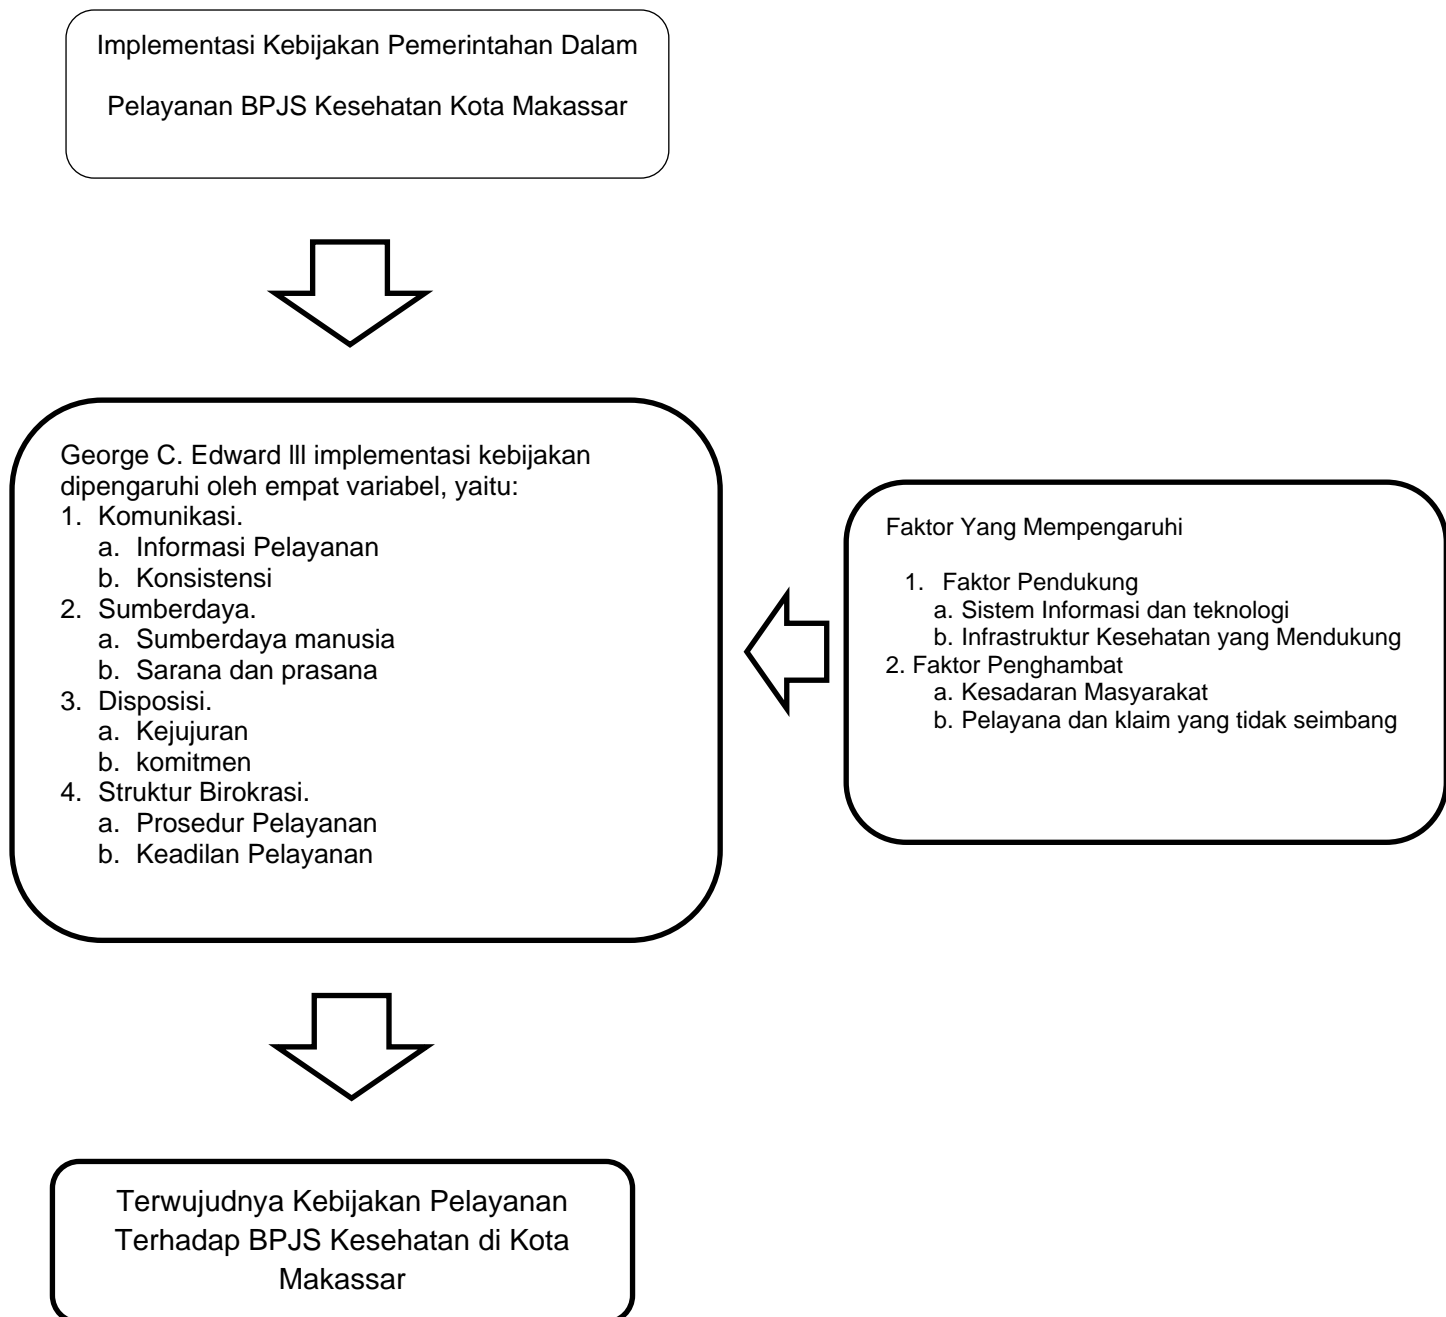 Implementasi Kebijakan Pemerintahan Dalam
Pelayanan BPJS Kesehatan Kota Makassar
George C. Edward lll implementasi kebijakan
dipengaruhi oleh empat variabel, yaitu:
1. Komunikasi.
a. Informasi Pelayanan
b. Konsistensi
2. Sumberdaya.
a. Sumberdaya manusia
b. Sarana dan prasana
3. Disposisi.
a. Kejujuran
b. komitmen
4. Struktur Birokrasi.
a. Prosedur Pelayanan
b. Keadilan Pelayanan
Faktor Yang Mempengaruhi
1. Faktor Pendukung
a. Sistem Informasi dan teknologi
b. Infrastruktur Kesehatan yang Mendukung
2. Faktor Penghambat
a. Kesadaran Masyarakat
b. Pelayana dan klaim yang tidak seimbang
Terwujudnya Kebijakan Pelayanan
Terhadap BPJS Kesehatan di Kota
Makassar